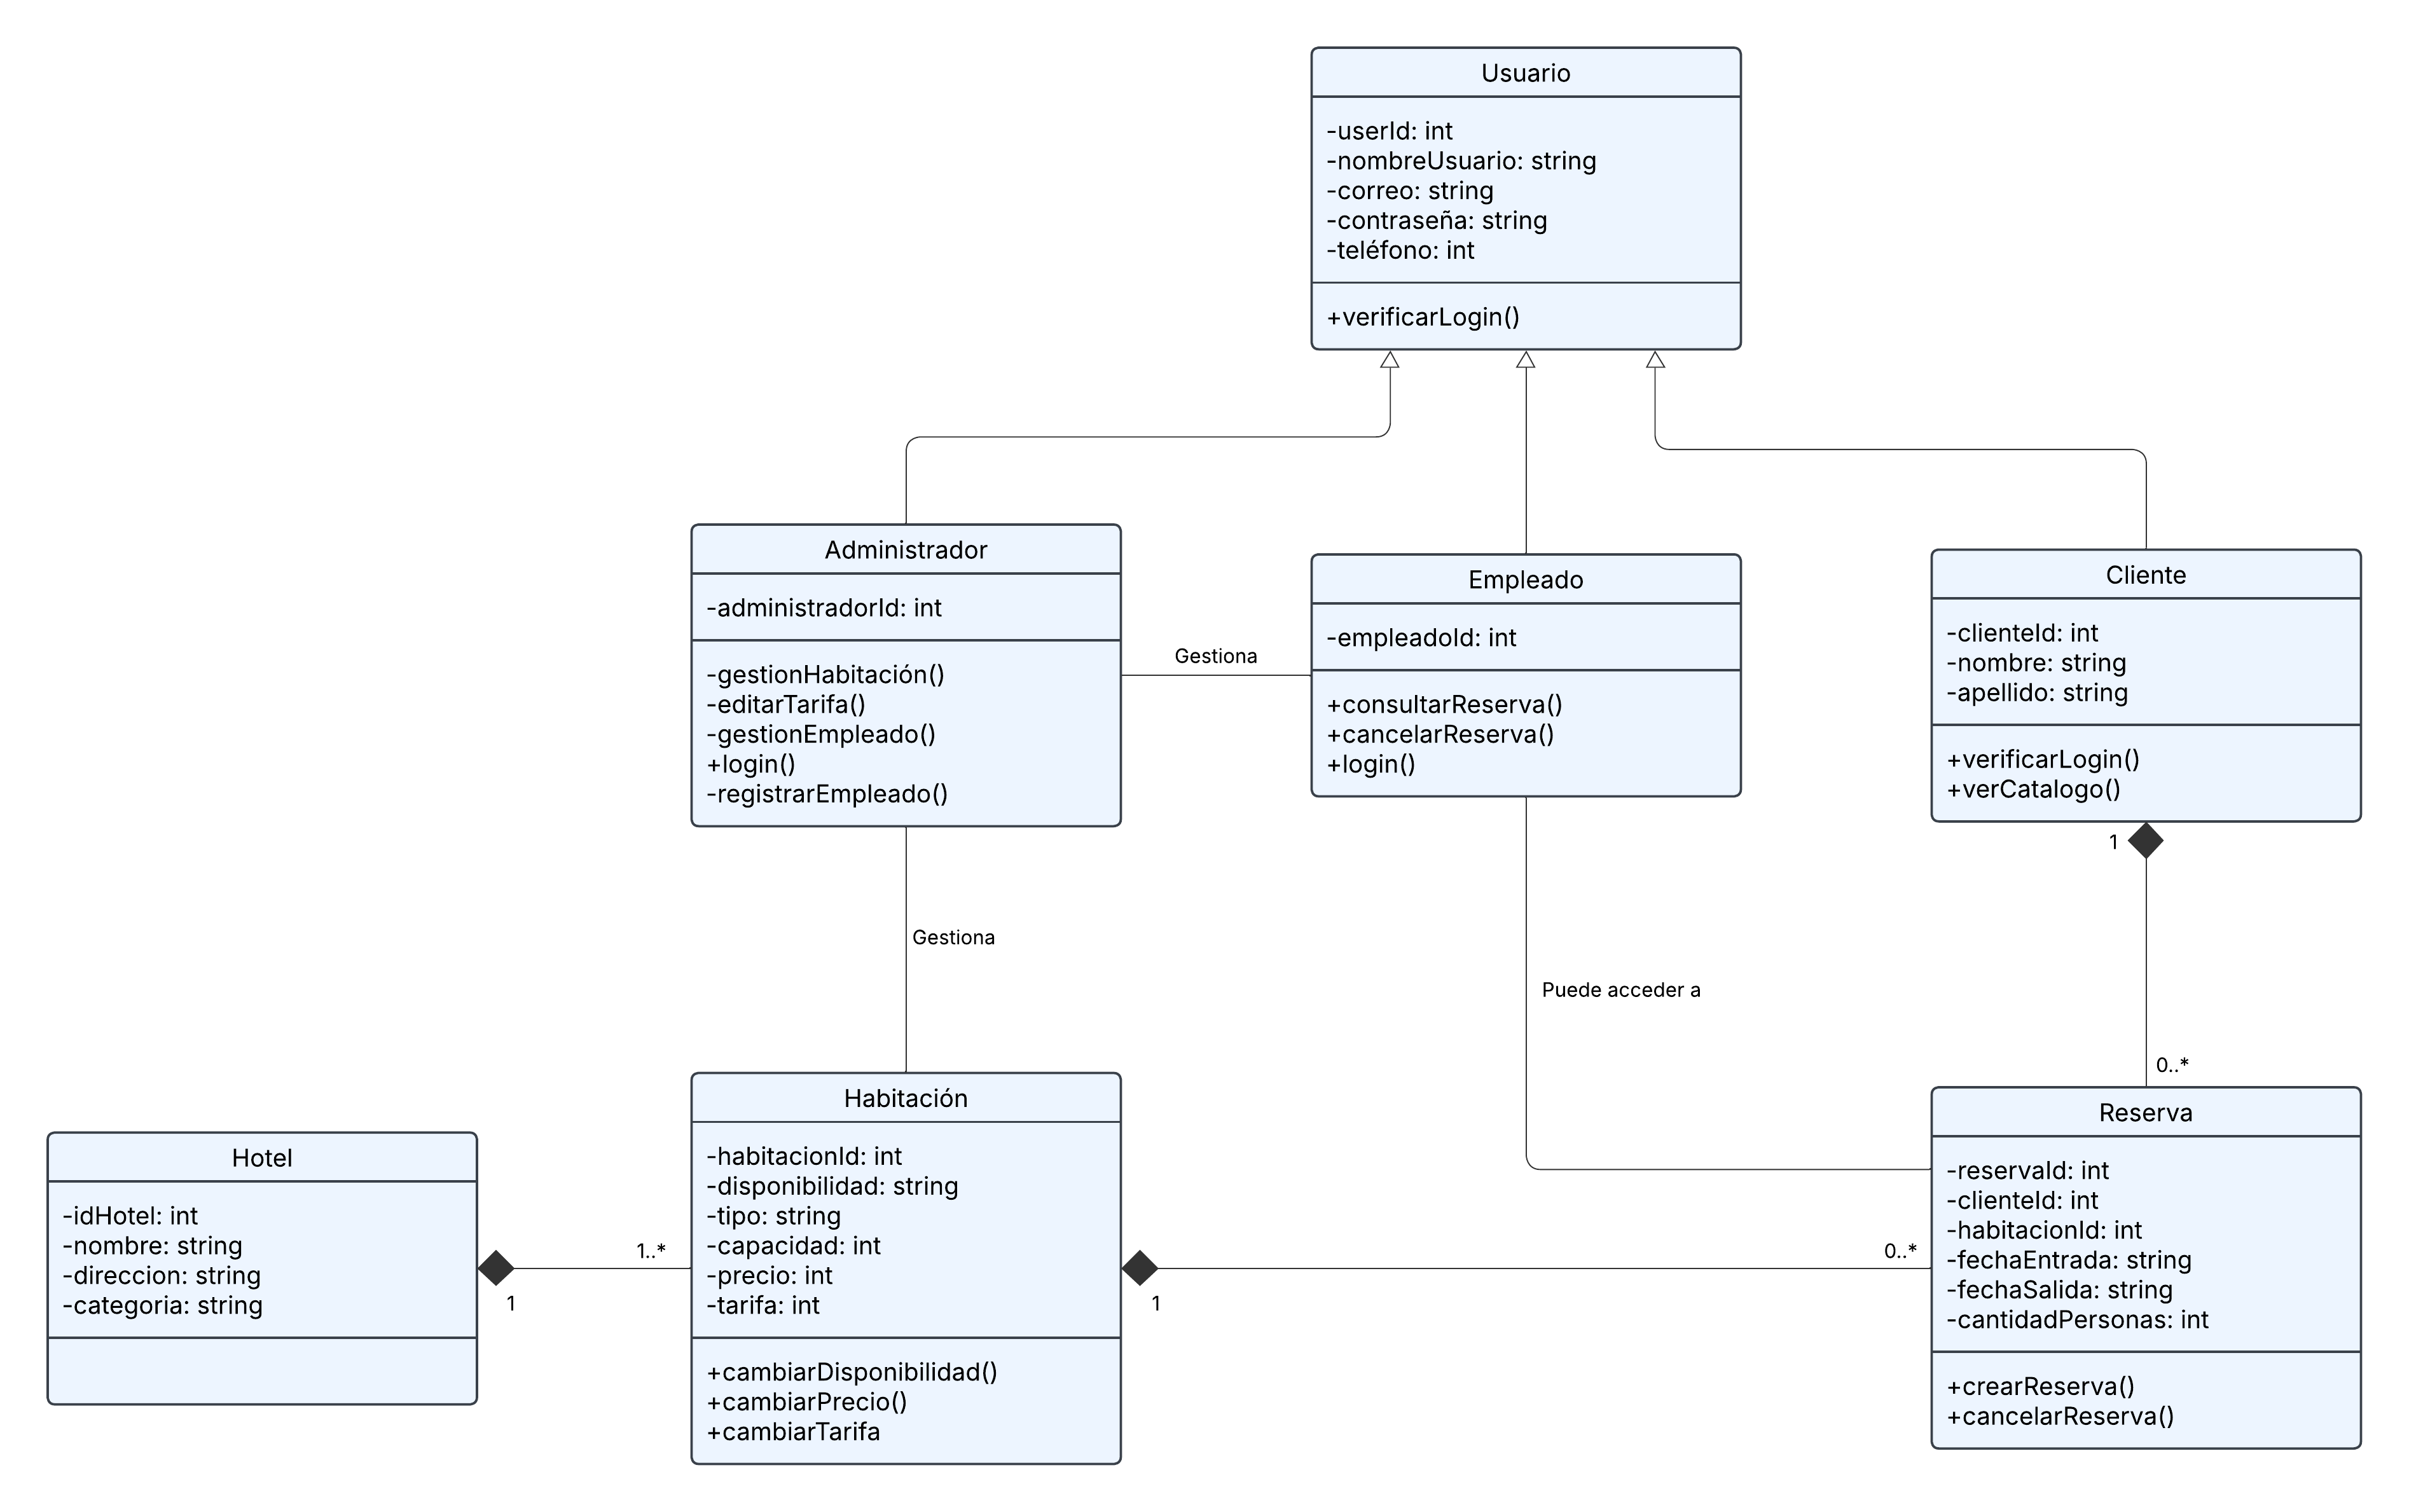 Usuario
-userId: int
-nombreUsuario: string
-correo: string
-contraseña: string
-teléfono: int
+verificarLogin()
Administrador
-administradorId: int
-gestionHabitación()
-editarTarifa()
-gestionEmpleado()
+login()
-registrarEmpleado()
Gestiona
Empleado
-empleadoId: int
+consultarReserva()
+cancelarReserva()
+login()
Cliente
-clienteId: int
-nombre: string
-apellido: string
+verificarLogin()
+verCatalogo()
1
Gestiona
Puede acceder a
0..*
Hotel
-idHotel: int
-nombre: string
-direccion: string
-categoria: string
1..*
1
Habitación
-habitacionId: int
-disponibilidad: string
-tipo: string
-capacidad: int
-precio: int
-tarifa: int
+cambiarDisponibilidad()
+cambiarPrecio()
+cambiarTarifa
1
0..*
Reserva
-reservaId: int
-clienteId: int
-habitacionId: int
-fechaEntrada: string
-fechaSalida: string
-cantidadPersonas: int
+crearReserva()
+cancelarReserva()